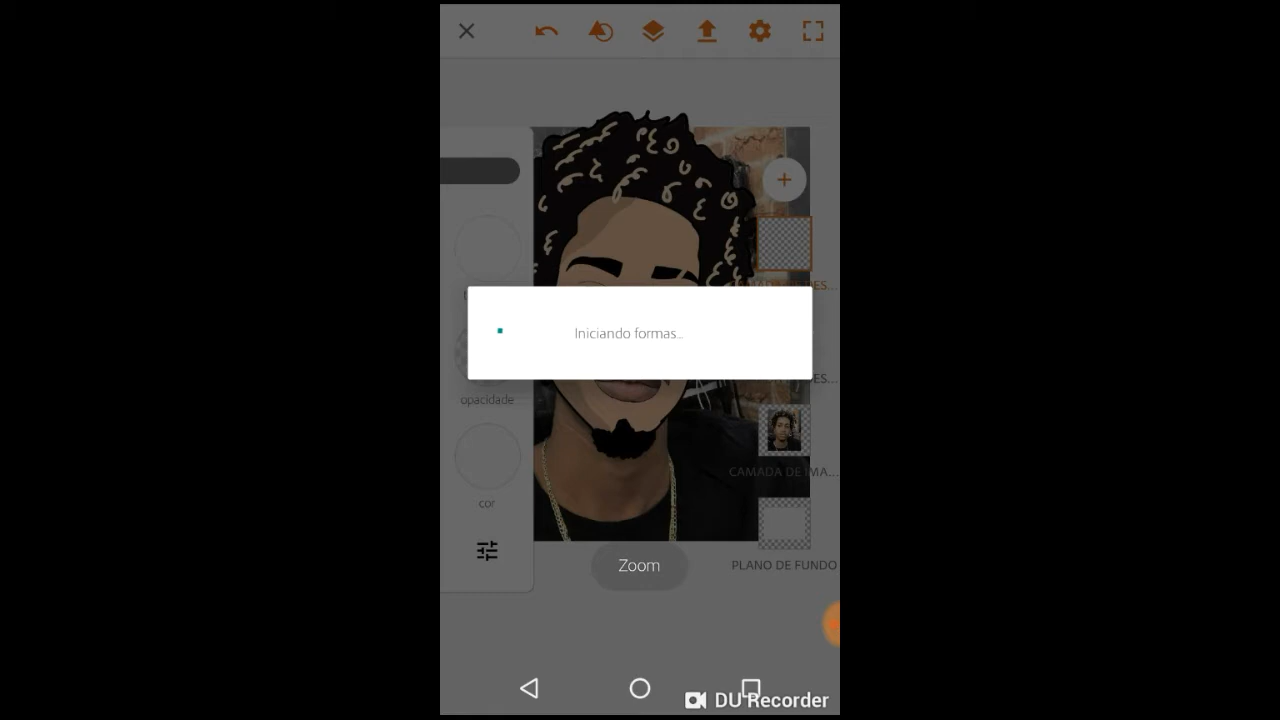 Iniciando formas...
opacidade
cor
CAMADA DE IMA...
PLANO DE FUNDO
Zoom
DU Recorder